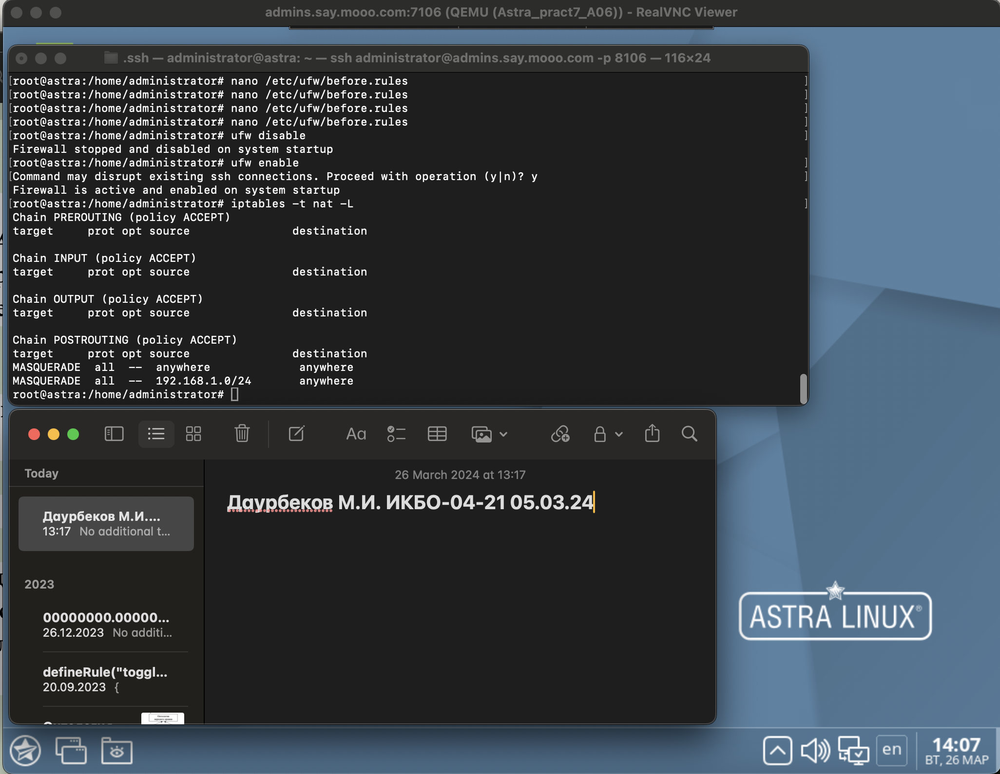 admins.say.mooo.com:7106 (QEMU (Astra_pract7_A06)) - RealVNC Viewer
.ssh — administrator@astra: ~ — ssh administrator@admins.say.mooo.com -p 8106 — 116×24
[root@astra:/home/administrator# nano /etc/ufw/before.rules ]
[root@astra:/home/administrator# nano /etc/ufw/before.rules ]
[root@astra:/home/administrator# nano /etc/ufw/before.rules ]
[root@astra:/home/administrator# nano /etc/ufw/before.rules ]
[root@astra:/home/administrator# ufw disable ]
Firewall stopped and disabled on system startup
[root@astra:/home/administrator# ufw enable ]
[Command may disrupt existing ssh connections. Proceed with operation (y|n)? y ]
Firewall is active and enabled on system startup
[root@astra:/home/administrator# iptables -t nat -L ]
Chain PREROUTING (policy ACCEPT)
target prot opt source destination
Chain INPUT (policy ACCEPT)
target prot opt source destination
Chain OUTPUT (policy ACCEPT)
target prot opt source destination
Chain POSTROUTING (policy ACCEPT)
target prot opt source destination
MASQUERADE all -- anywhere anywhere
MASQUERADE all -- 192.168.1.0/24 anywhere
root@astra:/home/administrator#
Aa
Today
Даурбеков М.И....
13:17 No additional t...
2023
00000000.00000...
26.12.2023 No additi...
defineRule("toggl...
20.09.2023 {
26 March 2024 at 13:17
Даурбеков М.И. ИКБО-04-21 05.03.24
ASTRA LINUX®
en
14:07
ВТ, 26 МАР